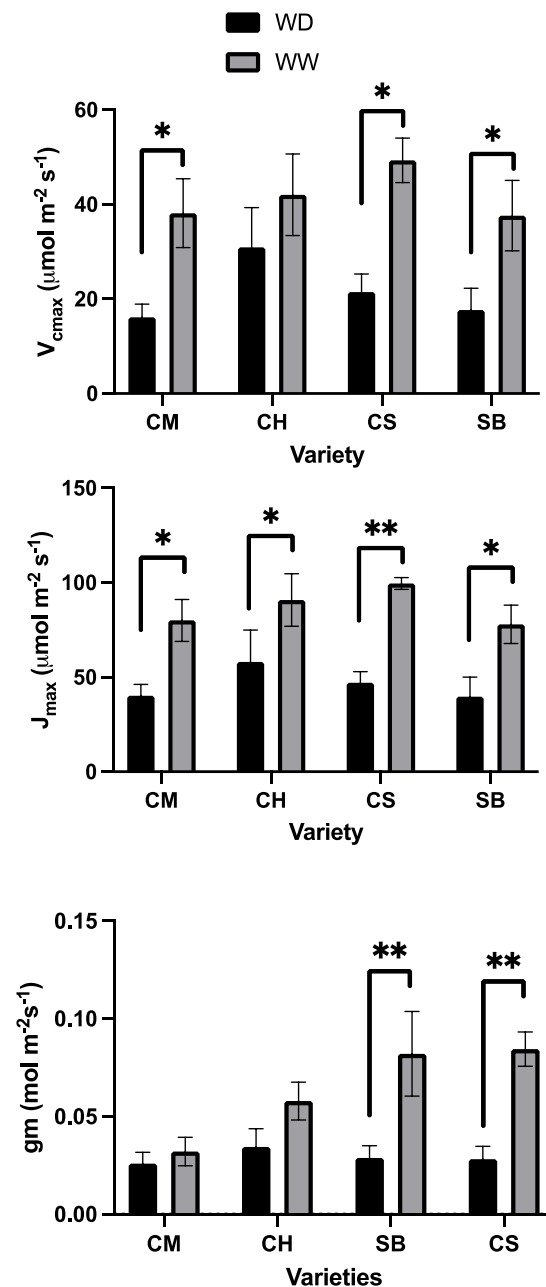 WD
WW
V_cmax (μmol m⁻² s⁻¹)
60
40
20
0
*
*
*
CM CH CS SB
Variety
J_max (μmol m⁻² s⁻¹)
150
100
50
0
*
*
**
*
CM CH CS SB
Variety
gm (mol m⁻²s⁻¹)
0.15
0.10
0.05
0.00
**
**
CM CH SB CS
Varieties